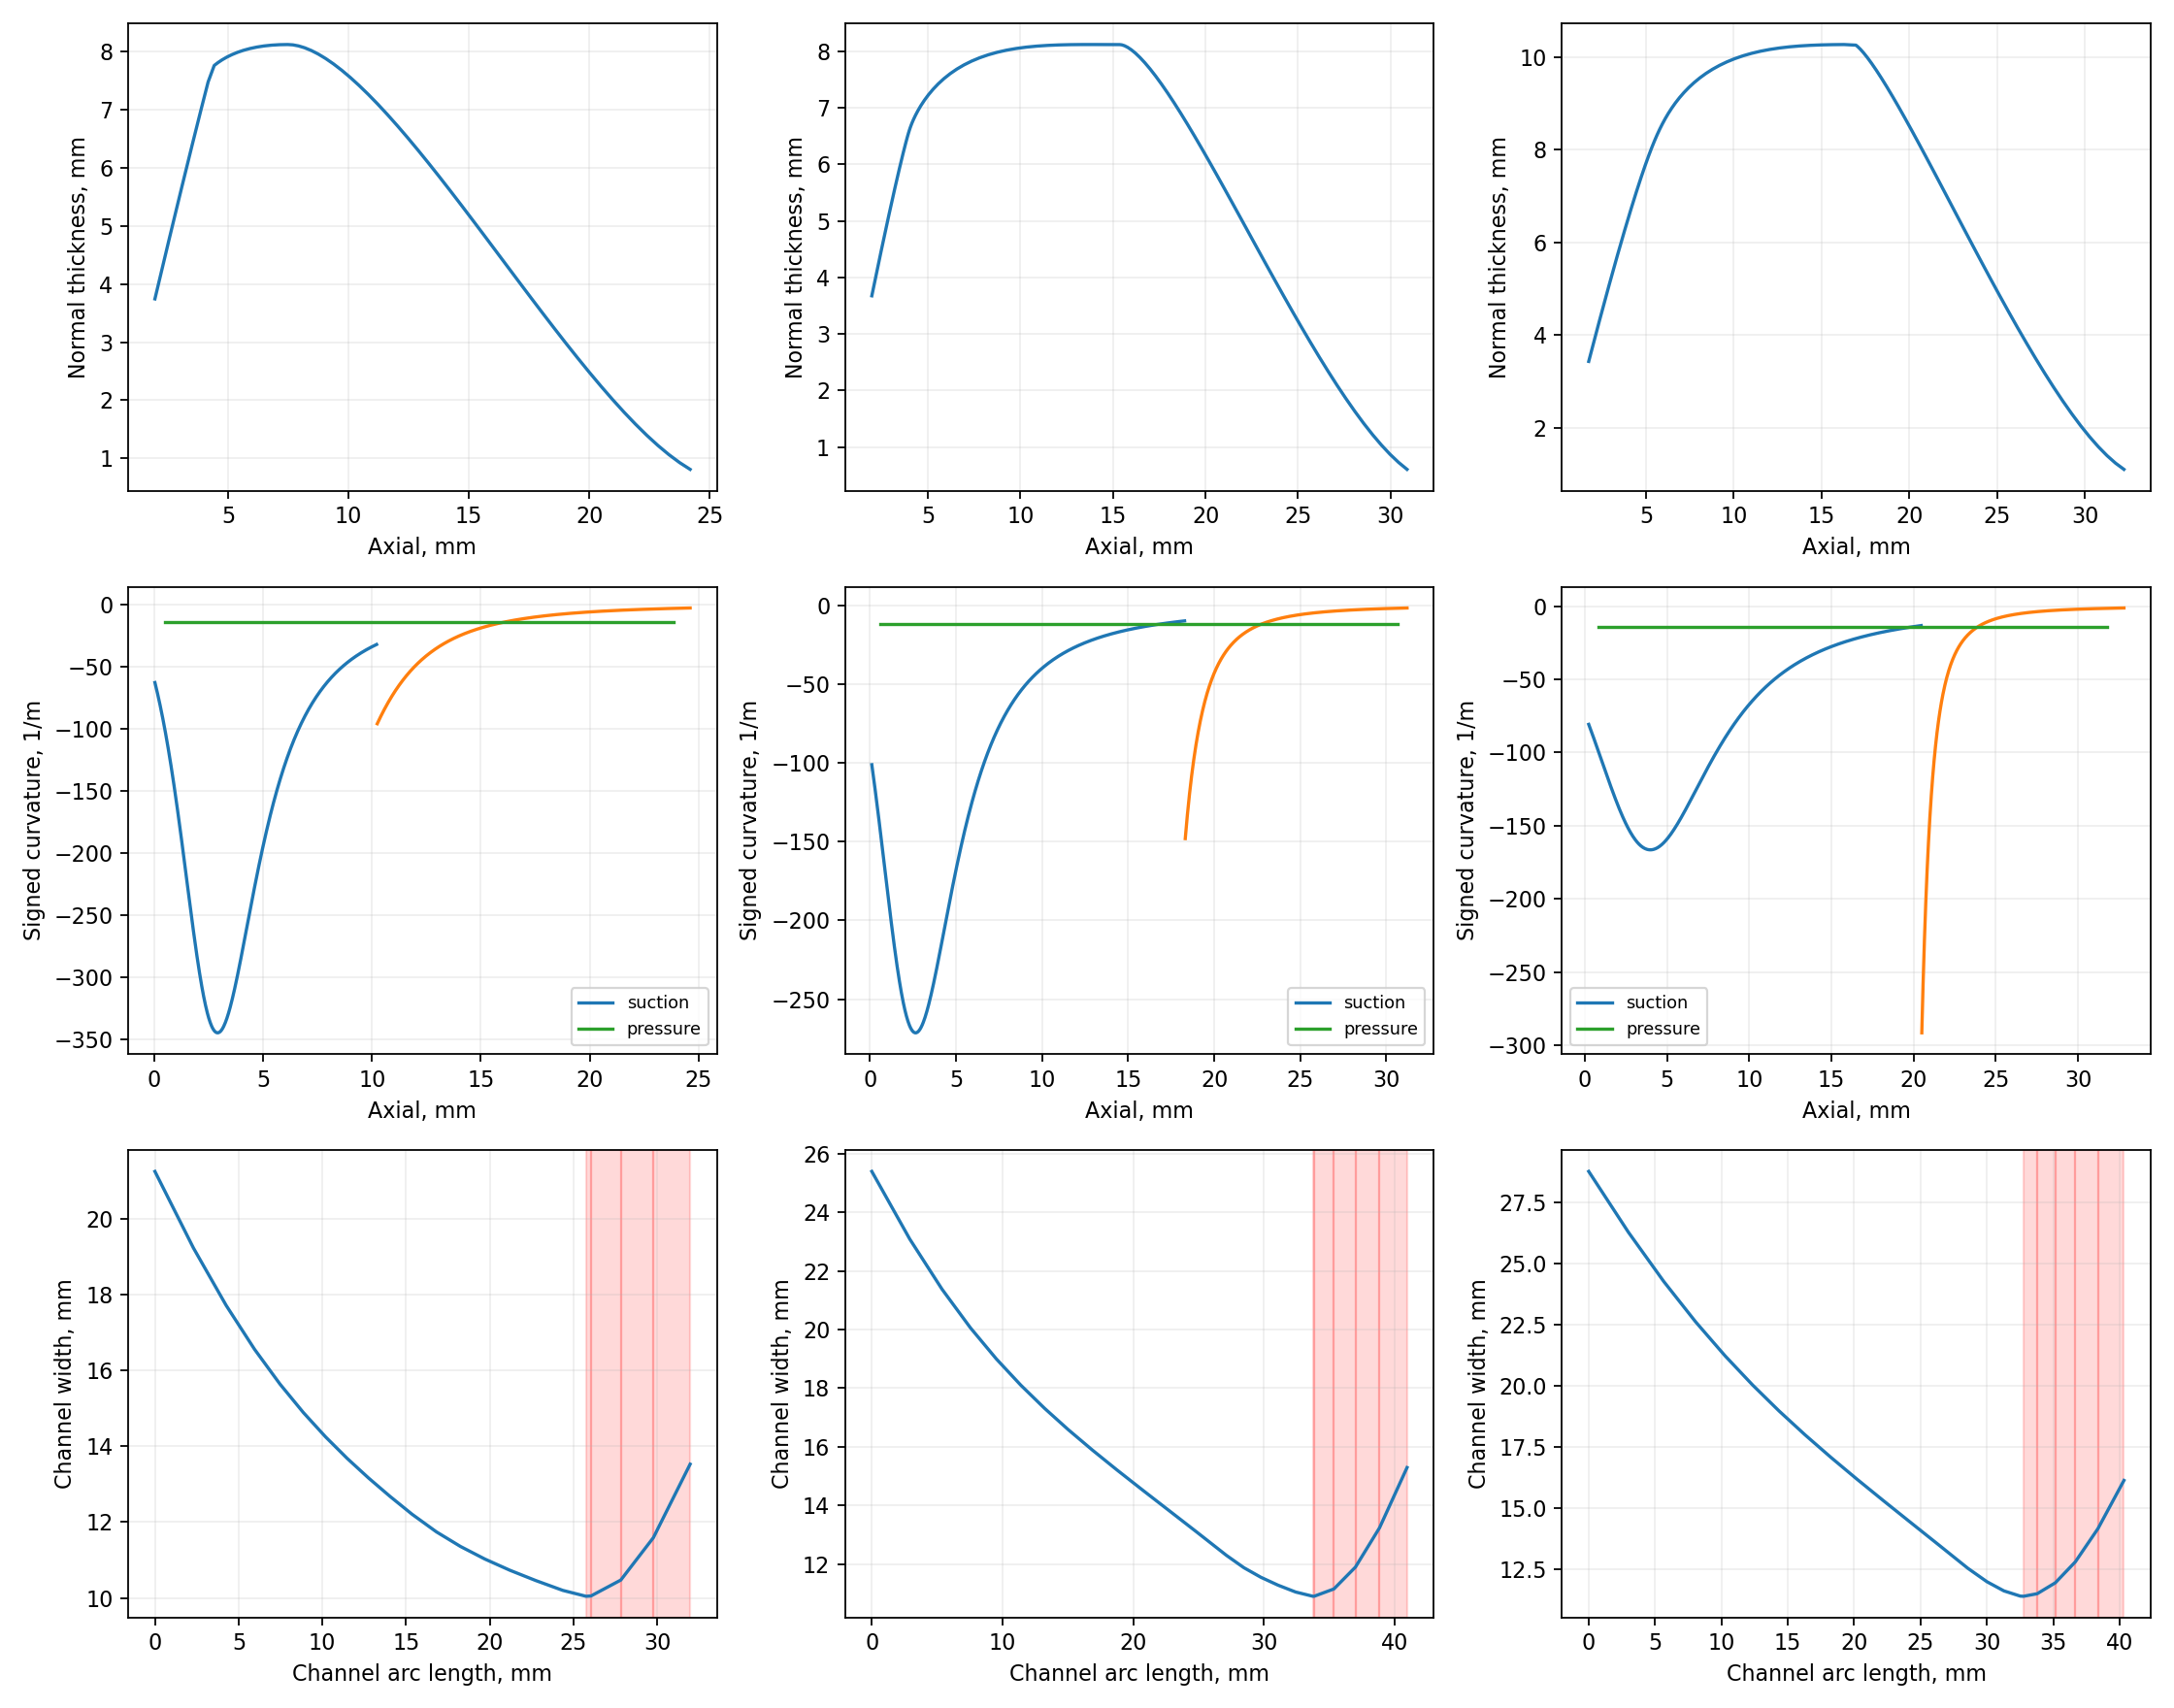 Normal thickness, mm
8
7
6
5
4
3
2
1
5 10 15 20 25
Axial, mm
Normal thickness, mm
8
7
6
5
4
3
2
1
5 10 15 20 25 30
Axial, mm
Normal thickness, mm
10
8
6
4
2
5 10 15 20 25 30
Axial, mm
Signed curvature, 1/m
0
−50
−100
−150
−200
−250
−300
−350
suction
pressure
0 5 10 15 20 25
Axial, mm
Signed curvature, 1/m
0
−50
−100
−150
−200
−250
suction
pressure
0 5 10 15 20 25 30
Axial, mm
Signed curvature, 1/m
0
−50
−100
−150
−200
−250
−300
suction
pressure
0 5 10 15 20 25 30
Axial, mm
Channel width, mm
20
18
16
14
12
10
0 5 10 15 20 25 30
Channel arc length, mm
Channel width, mm
26
24
22
20
18
16
14
12
0 10 20 30 40
Channel arc length, mm
Channel width, mm
27.5
25.0
22.5
20.0
17.5
15.0
12.5
0 5 10 15 20 25 30 35 40
Channel arc length, mm